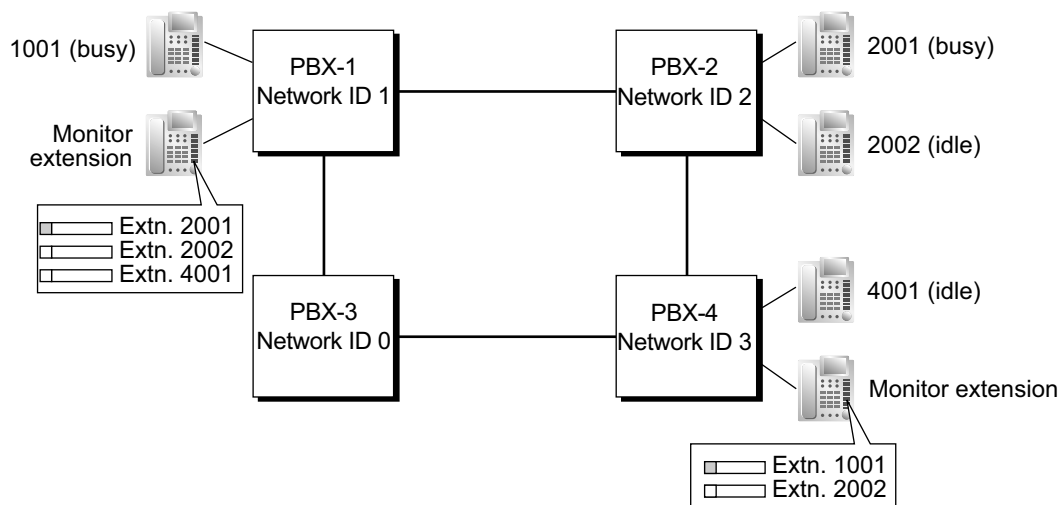 1001 (busy)
PBX-1
Network ID 1
PBX-2
Network ID 2
2001 (busy)
2002 (idle)
Monitor
extension
Extn. 2001
Extn. 2002
Extn. 4001
PBX-3
Network ID 0
PBX-4
Network ID 3
4001 (idle)
Monitor extension
Extn. 1001
Extn. 2002